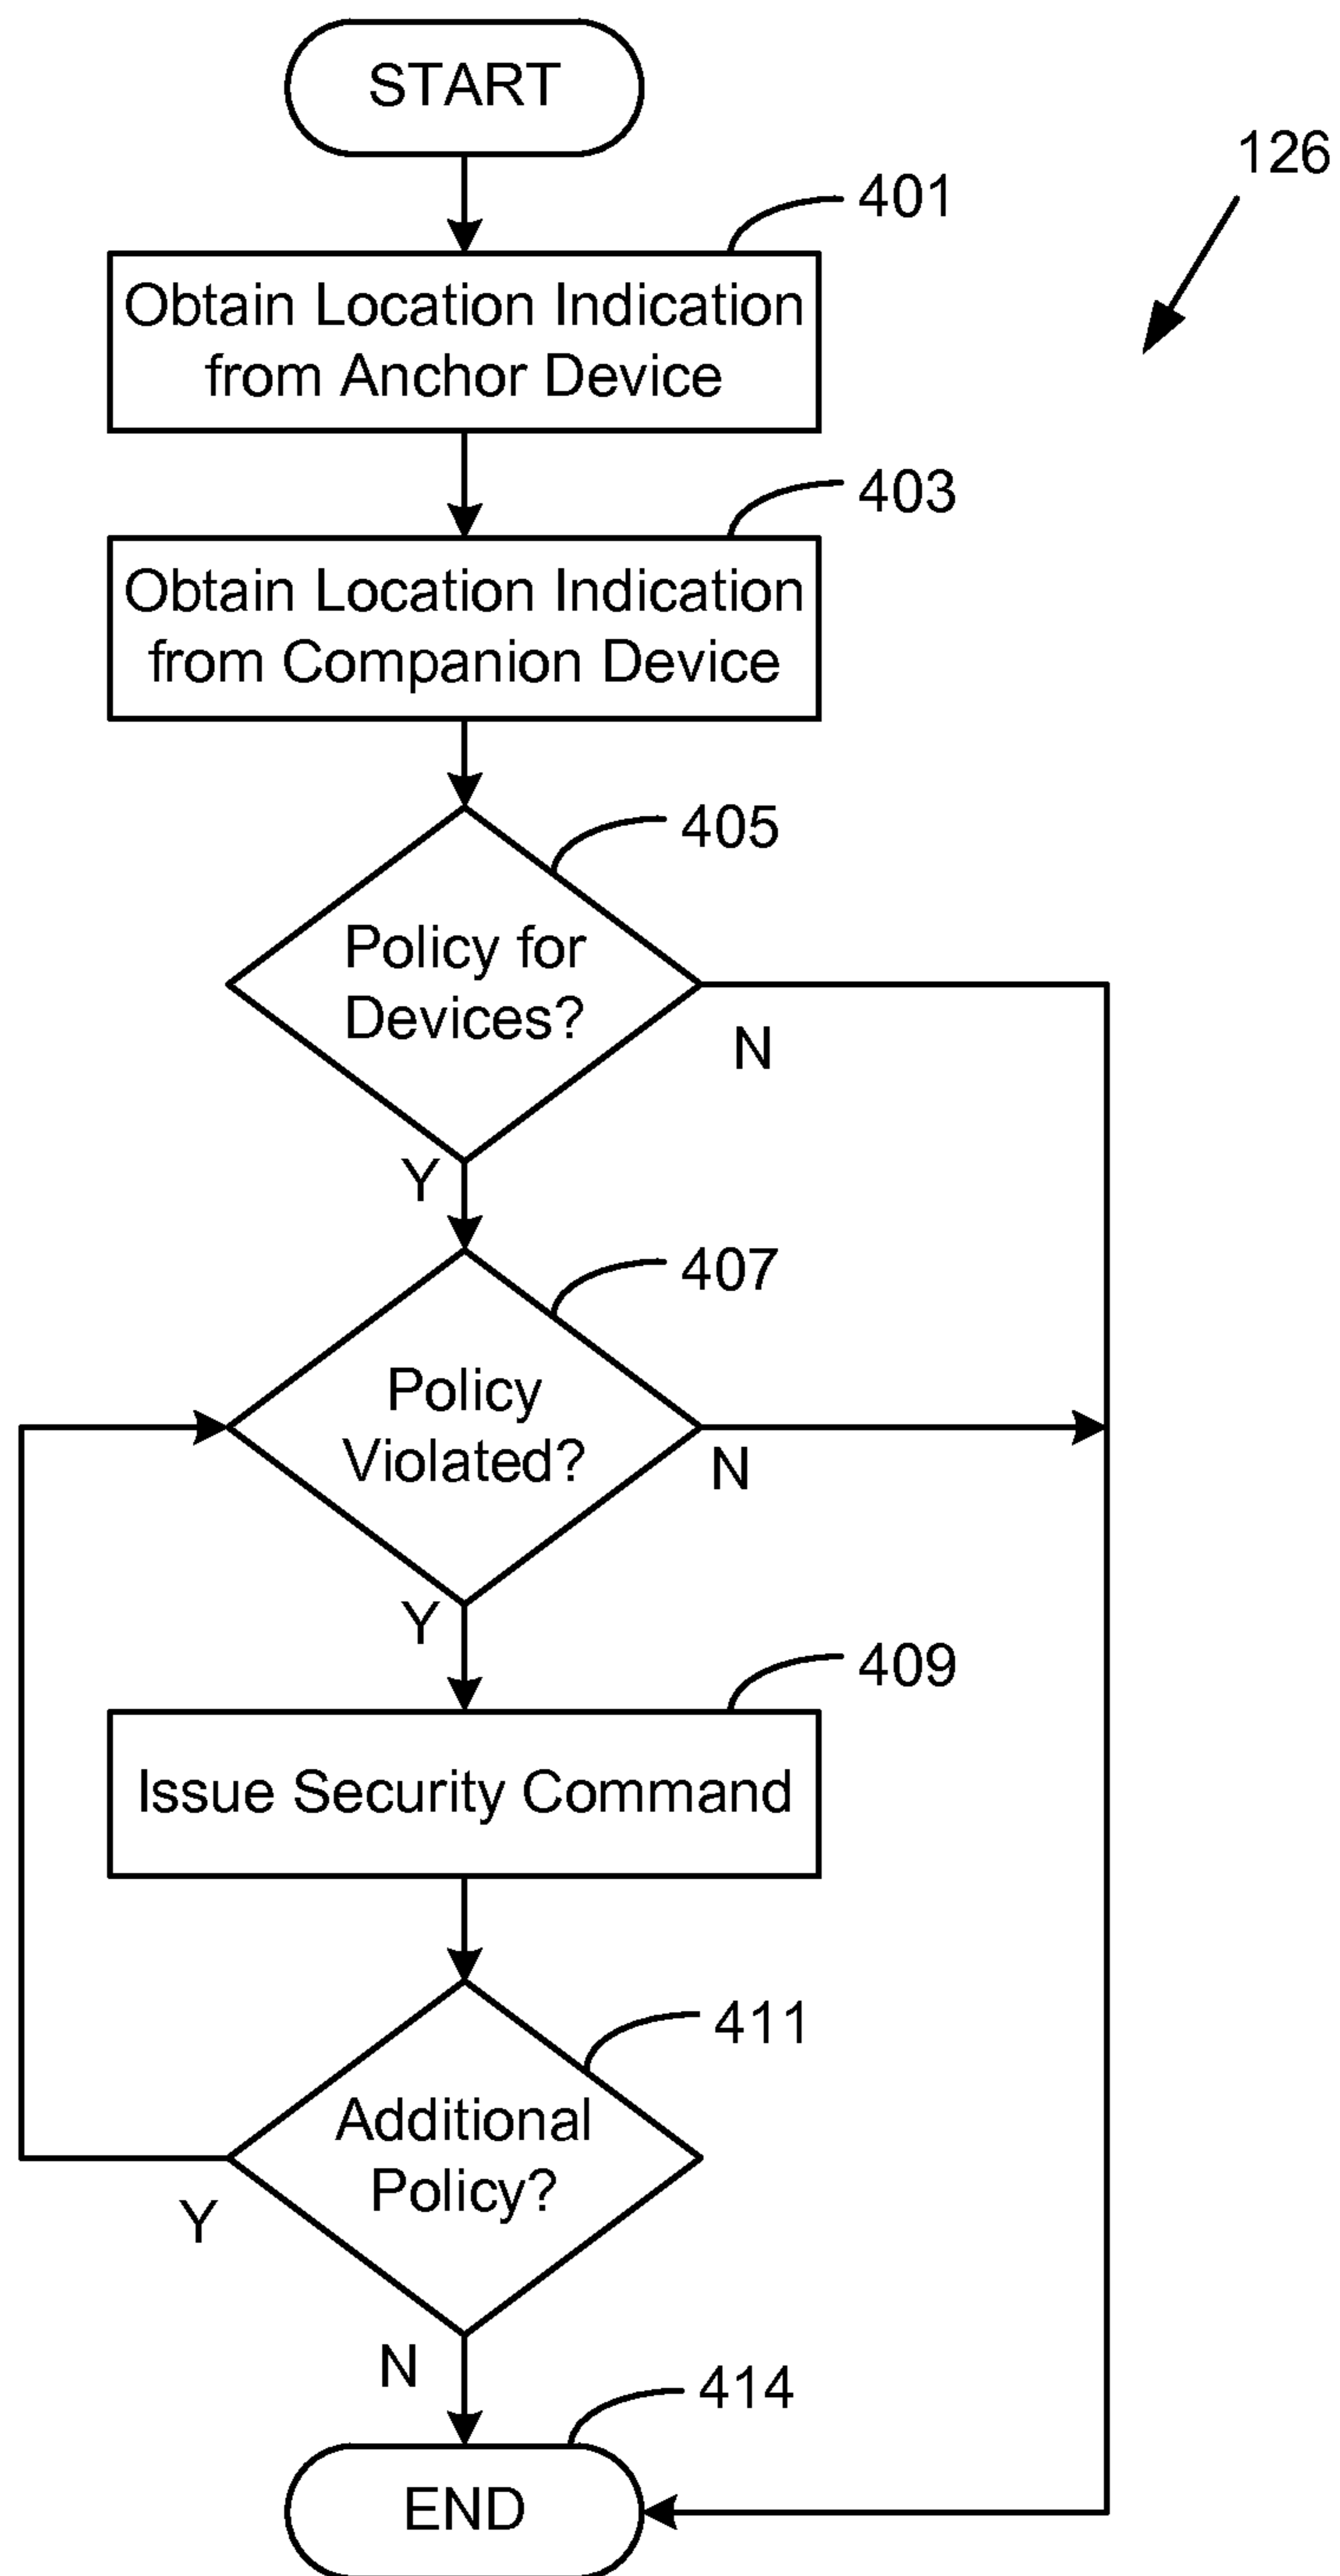 START
126
401
Obtain Location Indication
from Anchor Device
403
Obtain Location Indication
from Companion Device
405
Policy for
Devices?
N
Y
407
Policy
Violated?
N
Y
409
Issue Security Command
411
Additional
Policy?
Y
N
414
END